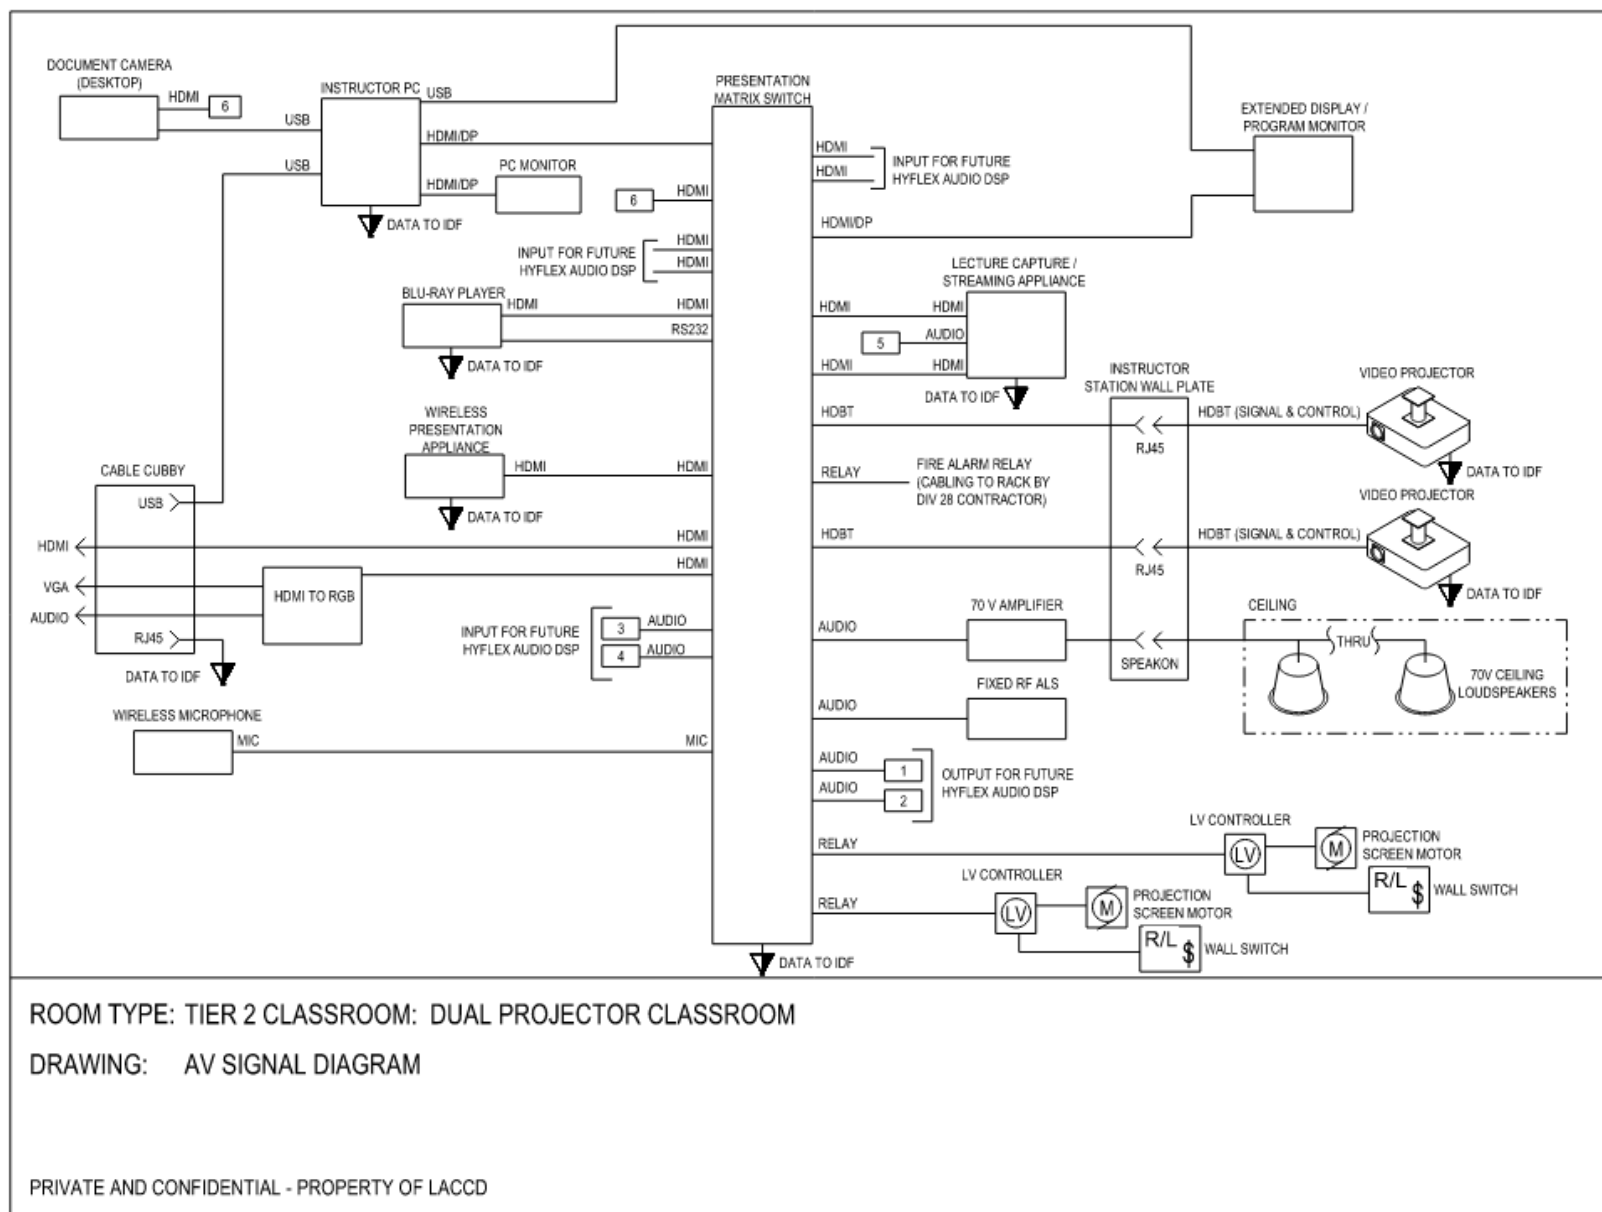 DOCUMENT CAMERA
(DESKTOP)
HDMI
6
USB
USB
INSTRUCTOR PC
USB
HDMI/DP
HDMI/DP
PC MONITOR
DATA TO IDF
PRESENTATION
MATRIX SWITCH
6
HDMI
INPUT FOR FUTURE
HYFLEX AUDIO DSP
HDMI
HDMI
BLU-RAY PLAYER
HDMI
HDMI
RS232
DATA TO IDF
WIRELESS
PRESENTATION
APPLIANCE
HDMI
HDMI
DATA TO IDF
CABLE CUBBY
USB
HDMI
VGA
AUDIO
RJ45
DATA TO IDF
HDMI TO RGB
HDMI
HDMI
INPUT FOR FUTURE
HYFLEX AUDIO DSP
3
AUDIO
4
AUDIO
WIRELESS MICROPHONE
MIC
MIC
HDMI
HDMI
INPUT FOR FUTURE
HYFLEX AUDIO DSP
HDMI/DP
EXTENDED DISPLAY /
PROGRAM MONITOR
LECTURE CAPTURE /
STREAMING APPLIANCE
HDMI
HDMI
5
AUDIO
HDMI
HDMI
DATA TO IDF
INSTRUCTOR
STATION WALL PLATE
HDBT
RJ45
HDBT (SIGNAL & CONTROL)
VIDEO PROJECTOR
DATA TO IDF
RELAY
FIRE ALARM RELAY
(CABLING TO RACK BY
DIV 28 CONTRACTOR)
HDBT
RJ45
HDBT (SIGNAL & CONTROL)
VIDEO PROJECTOR
DATA TO IDF
AUDIO
70 V AMPLIFIER
SPEAKON
CEILING
THRU
70V CEILING
LOUDSPEAKERS
AUDIO
FIXED RF ALS
AUDIO
1
AUDIO
2
OUTPUT FOR FUTURE
HYFLEX AUDIO DSP
RELAY
LV CONTROLLER
LV
M
PROJECTION
SCREEN MOTOR
R/L $
WALL SWITCH
RELAY
LV CONTROLLER
LV
M
PROJECTION
SCREEN MOTOR
R/L $
WALL SWITCH
DATA TO IDF
ROOM TYPE: TIER 2 CLASSROOM: DUAL PROJECTOR CLASSROOM
DRAWING: AV SIGNAL DIAGRAM
PRIVATE AND CONFIDENTIAL - PROPERTY OF LACCD